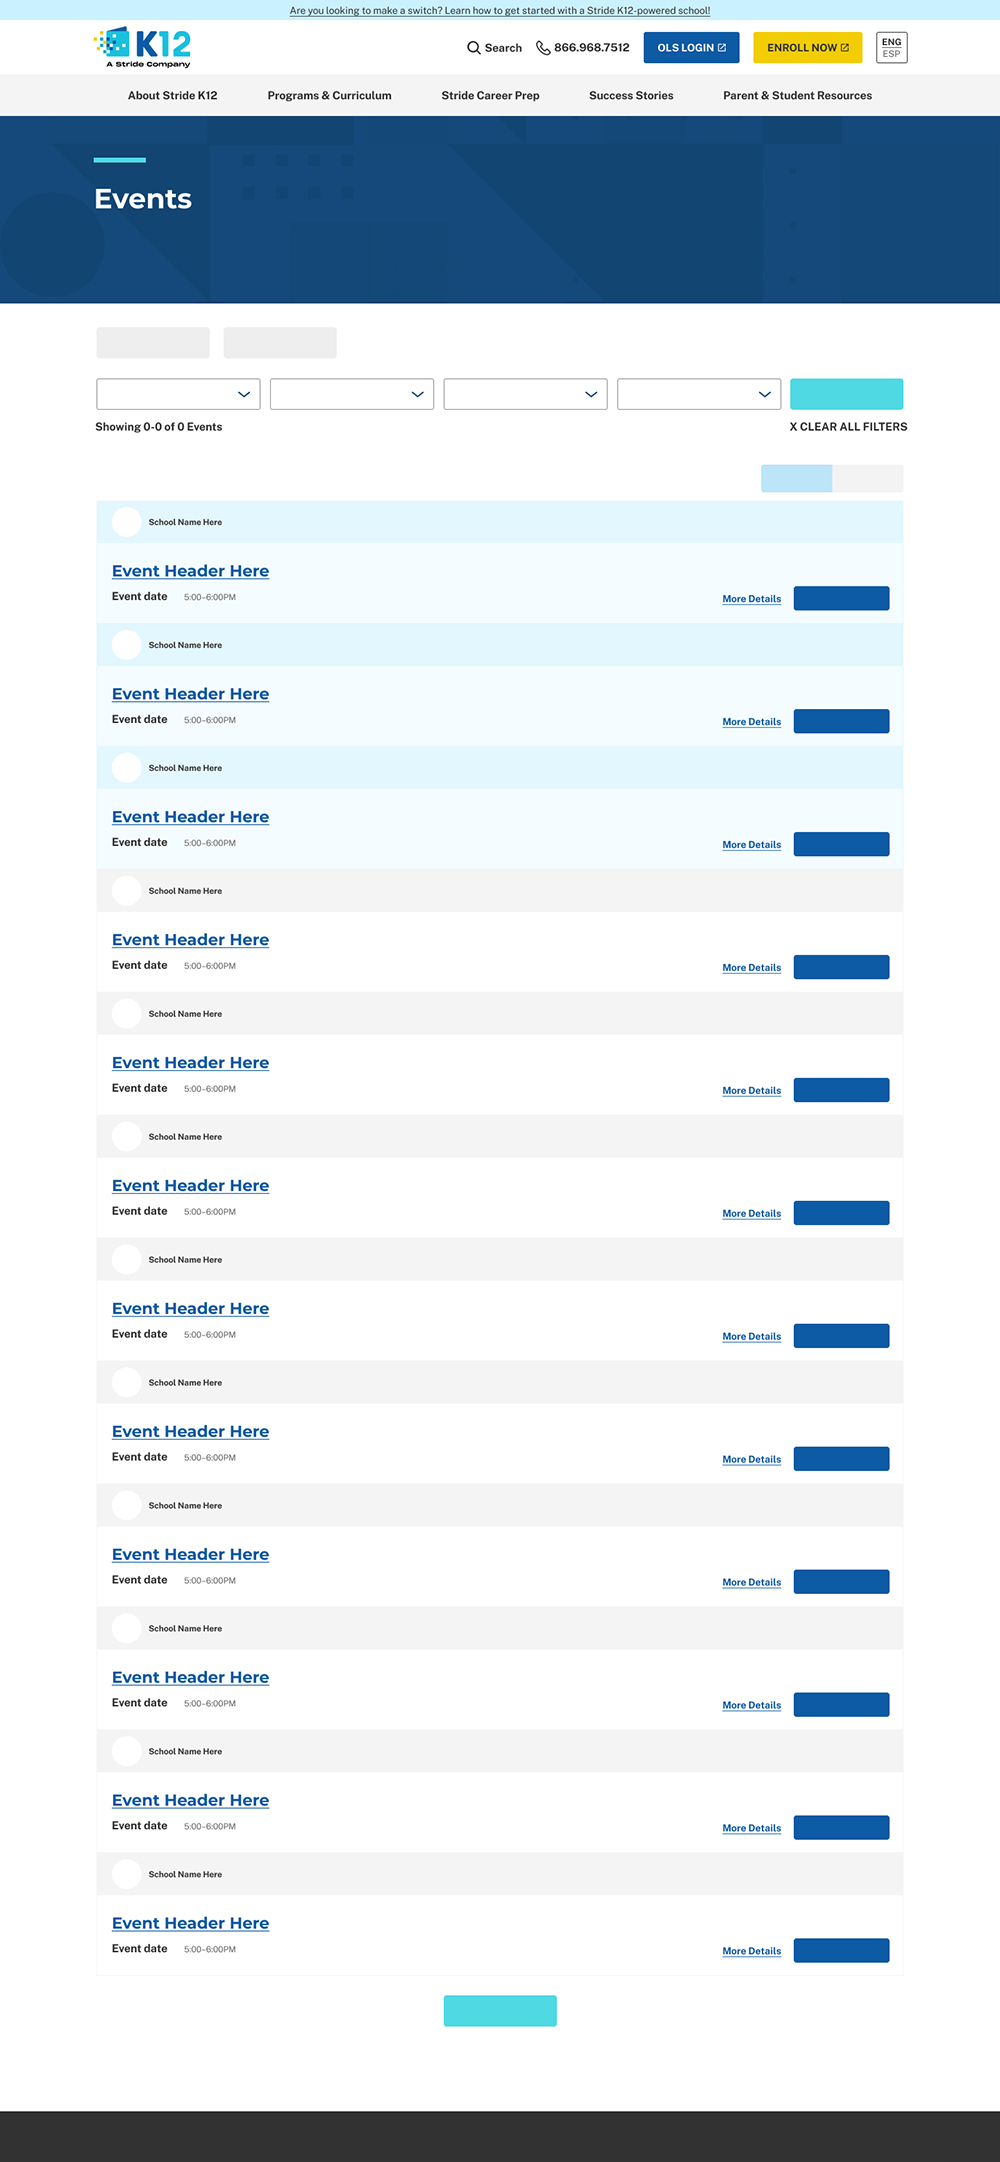 Are you looking to make a switch? Learn how to get started with a Stride K12-powered school!
K12
A Stride Company
Search
866.968.7512
OLS LOGIN
ENROLL NOW
ENG
ESP
About Stride K12
Programs & Curriculum
Stride Career Prep
Success Stories
Parent & Student Resources
Events
Showing 0-0 of 0 Events
X CLEAR ALL FILTERS
School Name Here
Event Header Here
Event date 5:00–6:00PM
More Details
School Name Here
Event Header Here
Event date 5:00–6:00PM
More Details
School Name Here
Event Header Here
Event date 5:00–6:00PM
More Details
School Name Here
Event Header Here
Event date 5:00–6:00PM
More Details
School Name Here
Event Header Here
Event date 5:00–6:00PM
More Details
School Name Here
Event Header Here
Event date 5:00–6:00PM
More Details
School Name Here
Event Header Here
Event date 5:00–6:00PM
More Details
School Name Here
Event Header Here
Event date 5:00–6:00PM
More Details
School Name Here
Event Header Here
Event date 5:00–6:00PM
More Details
School Name Here
Event Header Here
Event date 5:00–6:00PM
More Details
School Name Here
Event Header Here
Event date 5:00–6:00PM
More Details
School Name Here
Event Header Here
Event date 5:00–6:00PM
More Details